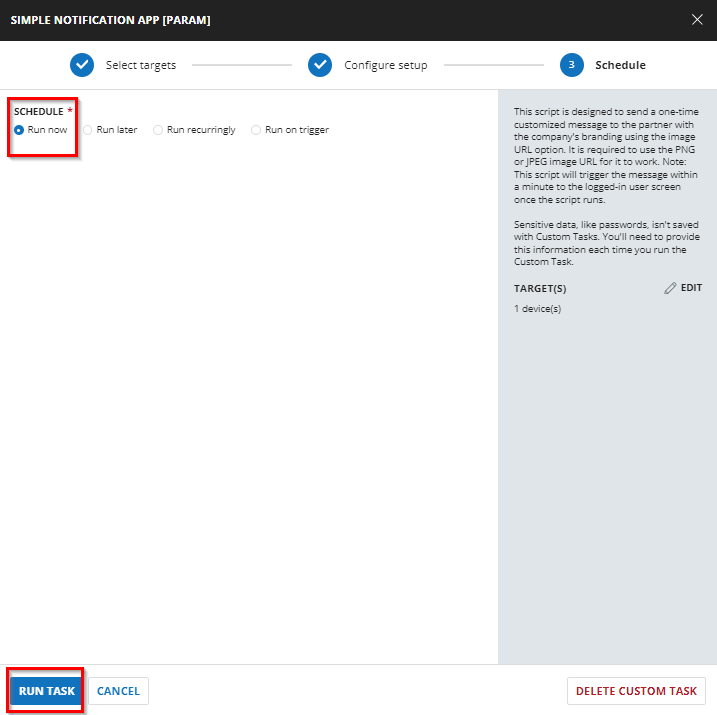 SIMPLE NOTIFICATION APP [PARAM]
Select targets
Configure setup
3 Schedule
SCHEDULE *
Run now Run later Run recurringly Run on trigger
This script is designed to send a one-time
customized message to the partner with
the company's branding using the image
URL option. It is required to use the PNG
or JPEG image URL for it to work. Note:
This script will trigger the message within
a minute to the logged-in user screen
once the script runs.
Sensitive data, like passwords, isn't saved
with Custom Tasks. You'll need to provide
this information each time you run the
Custom Task.
TARGET(S) EDIT
1 device(s)
RUN TASK CANCEL DELETE CUSTOM TASK